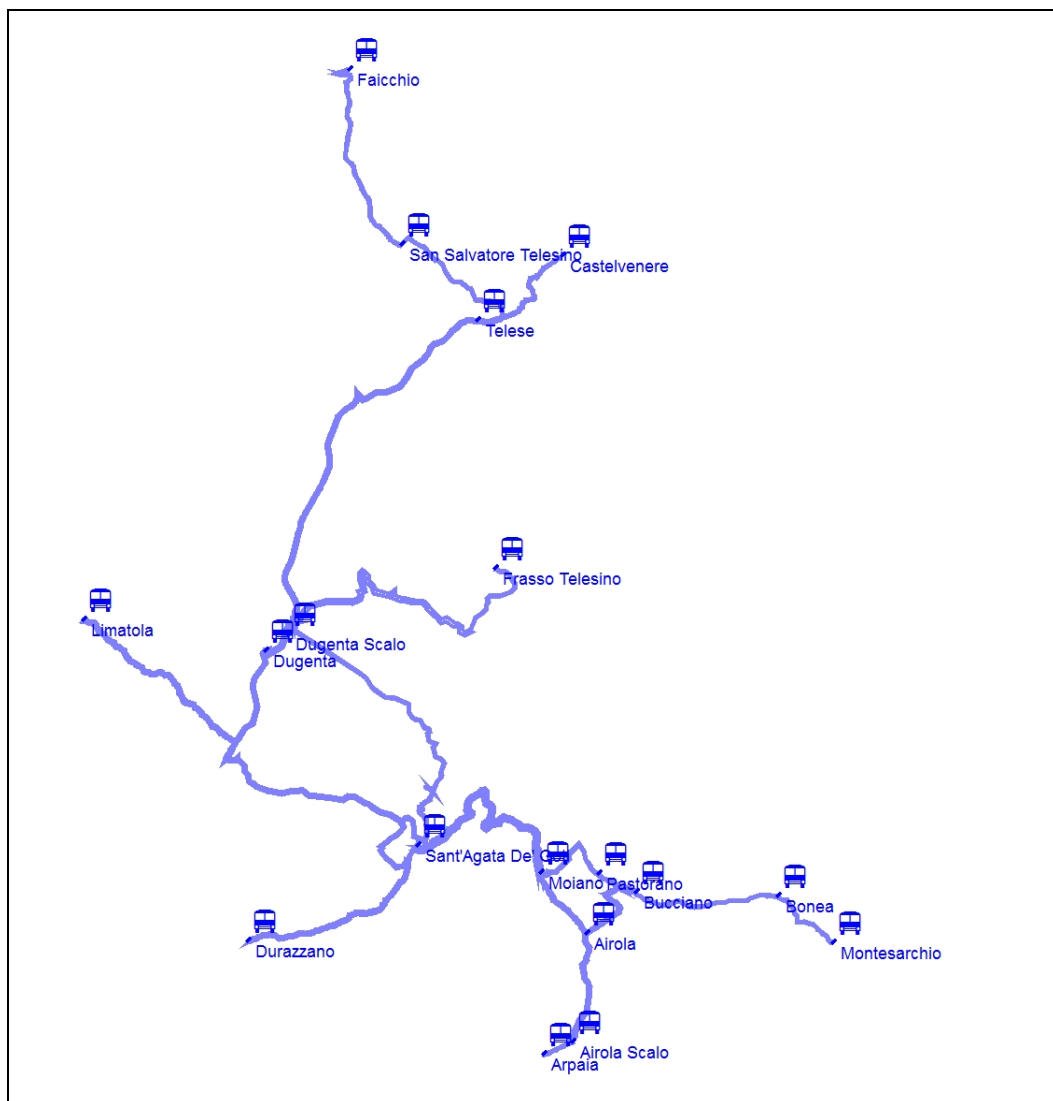 Faicchio
San Salvatore Telesino
Castelvenere
Telese
Frasso Telesino
Limatola
Dugenta Scalo
Dugenta
Sant'Agata De' Goti
Moiano
Pastorano
Bucciano
Bonea
Durazzano
Airola
Montesarchio
Airola Scalo
Arpaia